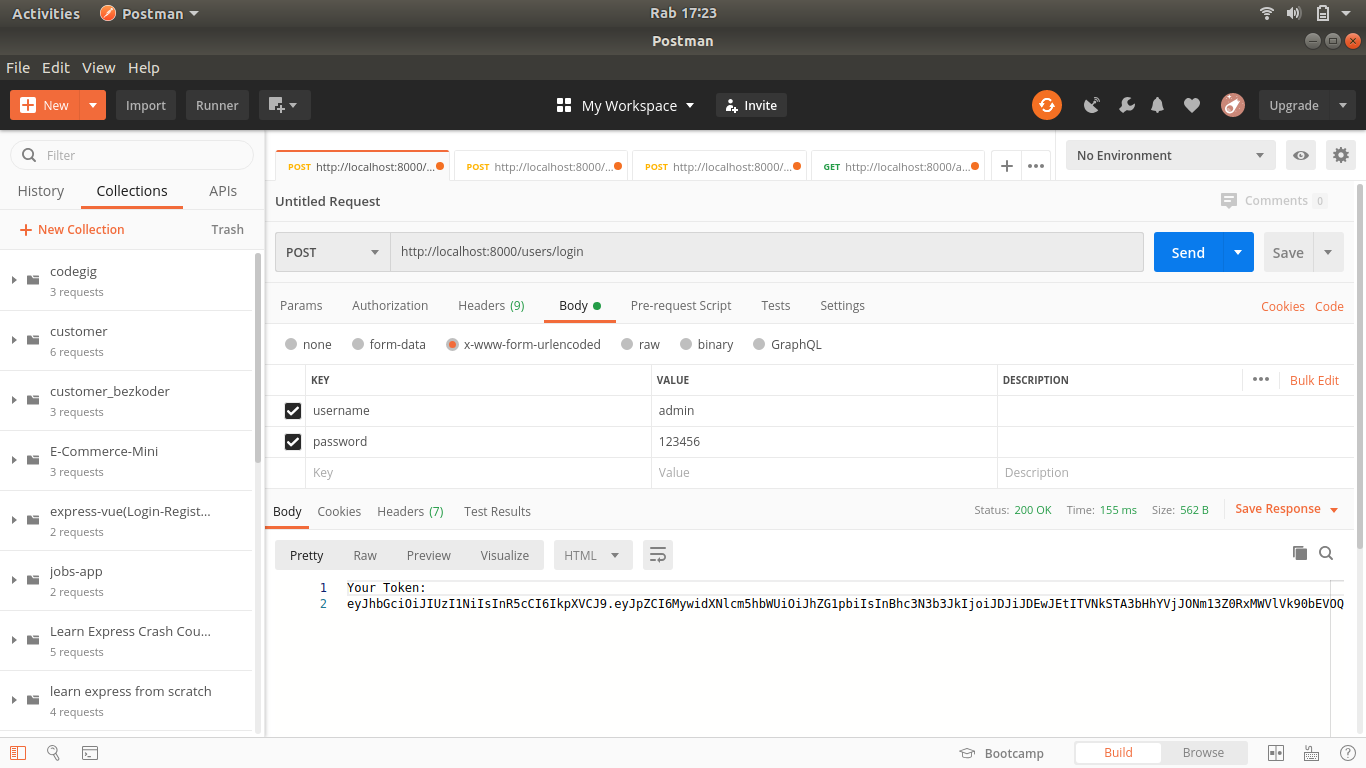 Activities Postman Rab 17:23
Postman
File Edit View Help
New Import Runner My Workspace Invite Upgrade
Filter
History Collections APIs
New Collection Trash
codegig
3 requests
customer
6 requests
customer_bezkoder
3 requests
E-Commerce-Mini
3 requests
express-vue(Login-Regist...
2 requests
jobs-app
2 requests
Learn Express Crash Cou...
5 requests
learn express from scratch
4 requests
POST http://localhost:8000/... POST http://localhost:8000/... POST http://localhost:8000/... GET http://localhost:8000/a... No Environment
Untitled Request Comments 0
POST http://localhost:8000/users/login Send Save
Params Authorization Headers (9) Body Pre-request Script Tests Settings Cookies Code
none form-data x-www-form-urlencoded raw binary GraphQL
KEY VALUE DESCRIPTION Bulk Edit
username admin
password 123456
Key Value Description
Body Cookies Headers (7) Test Results Status: 200 OK Time: 155 ms Size: 562 B Save Response
Pretty Raw Preview Visualize HTML
1 Your Token:
2 eyJhbGciOiJIUzI1NiIsInR5cCI6IkpXVCJ9.eyJpZCI6MywidXNlcm5hbWUiOiJhZG1pbiIsInBhc3N3b3JkIjoiJDJiJDEwJEtITVNkSTA3bHhYVjJONm13Z0RxMWVlVk90bEVOQ
Bootcamp Build Browse